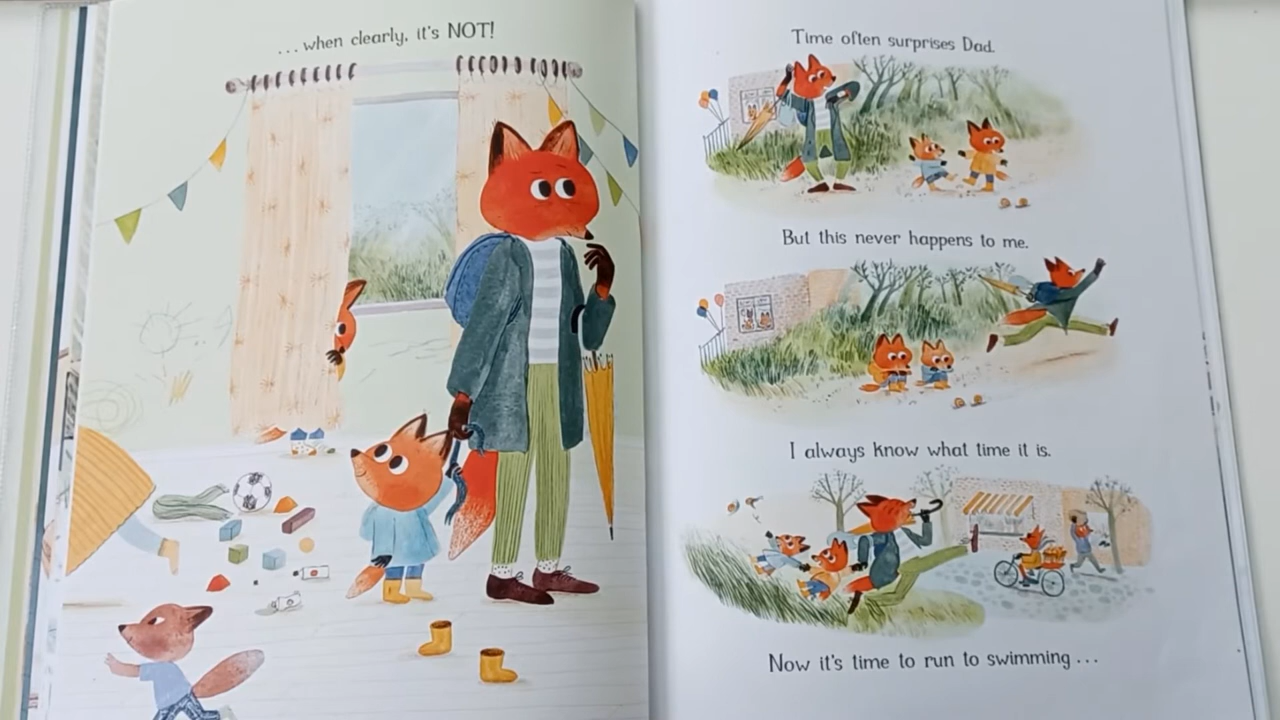 ...when clearly, it's NOT!
Time often surprises Dad.
But this never happens to me.
I always know what time it is.
Now it's time to run to swimming...